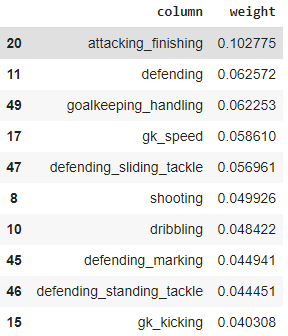 column weight
20 attacking_finishing 0.102775
11 defending 0.062572
49 goalkeeping_handling 0.062253
17 gk_speed 0.058610
47 defending_sliding_tackle 0.056961
8 shooting 0.049926
10 dribbling 0.048422
45 defending_marking 0.044941
46 defending_standing_tackle 0.044451
15 gk_kicking 0.040308